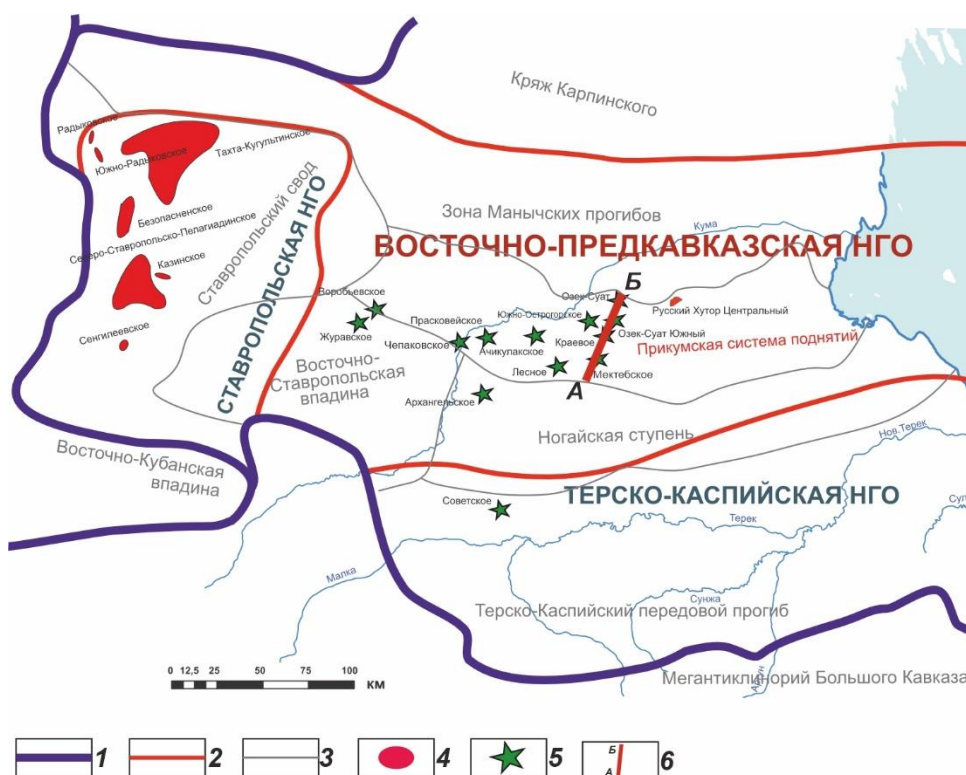 Кряж Карпинского
Радыковское
Южно-Радыковское
Тахта-Кугультинское
Безопасненское
Северо-Ставропольско-Пелагиадинское
Казинское
Сенгилеевское
Ставропольский свод
СТАВРОПОЛЬСКАЯ НГО
Зона Манычских прогибов
Кума
ВОСТОЧНО-ПРЕДКАВКАЗСКАЯ НГО
Б
Воробьевское
Озек-Суат
Русский Хутор Центральный
Прасковейское
Южно-Острогорское
Журавское
Чепаковское
Ачикулакское
Краевое
Озек-Суат Южный
Прикумская система поднятий
Восточно-
Ставропольская
впадина
Лесное
Мектебское
А
Архангельское
Ногайская ступень
Восточно-Кубанская
впадина
Нов.Терек
ТЕРСКО-КАСПИЙСКАЯ НГО
Советское
Терек
Сул
Малка
Сунжа
Терско-Каспийский передовой прогиб
Аргун
Мегантиклинорий Большого Кавказа
0 12,5 25 50 75 100
КМ
1 2 3 4 5 Б А 6